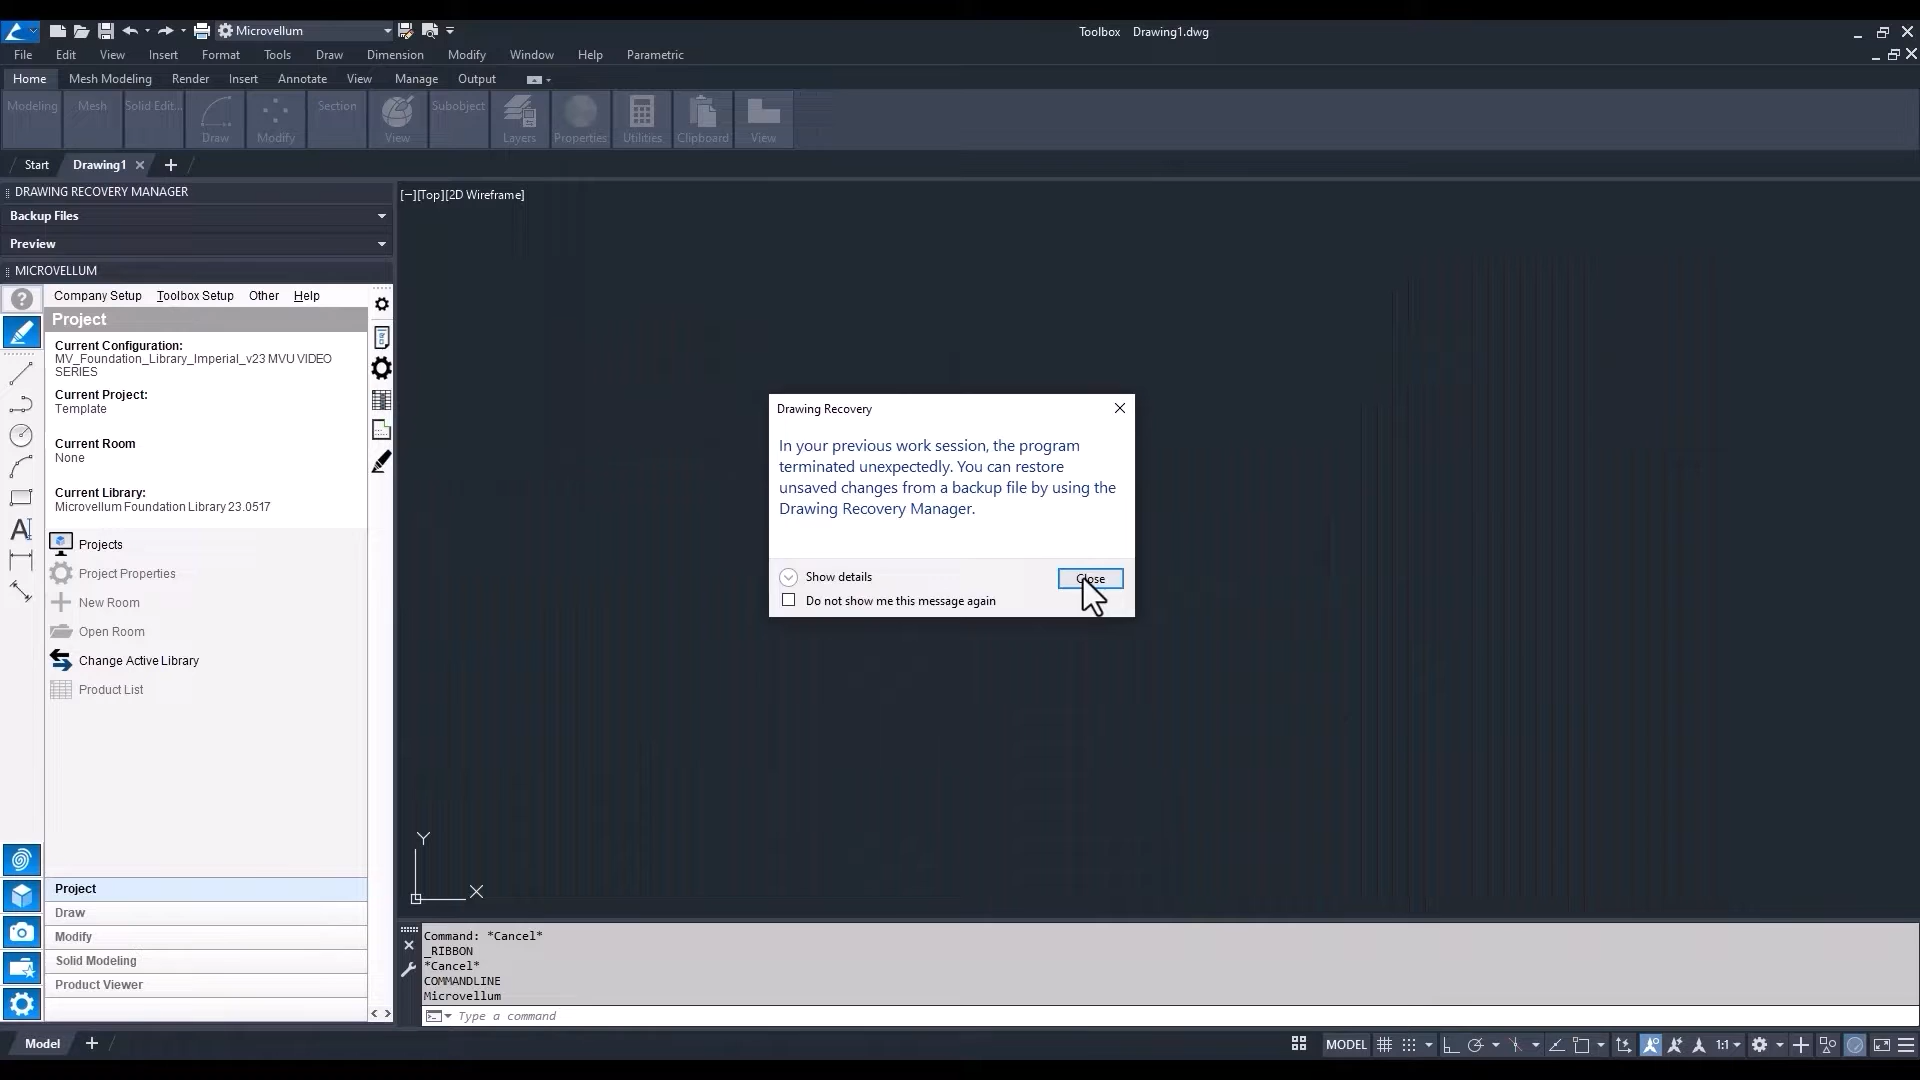 Microvellum
Toolbox Drawing1.dwg
File Edit View Insert Format Tools Draw Dimension Modify Window Help Parametric
Home Mesh Modeling Render Insert Annotate View Manage Output
Modeling Mesh Solid Edit... Draw Modify Section View Subobject Layers Properties Utilities Clipboard View
Start Drawing1
DRAWING RECOVERY MANAGER
[−][Top][2D Wireframe]
Backup Files
Preview
MICROVELLUM
Company Setup Toolbox Setup Other Help
Project
Current Configuration:
MV_Foundation_Library_Imperial_v23 MVU VIDEO
SERIES
Current Project:
Template
Current Room
None
Current Library:
Microvellum Foundation Library 23.0517
Projects
Project Properties
New Room
Open Room
Change Active Library
Product List
Drawing Recovery
In your previous work session, the program
terminated unexpectedly. You can restore
unsaved changes from a backup file by using the
Drawing Recovery Manager.
Show details
Close
Do not show me this message again
Y
X
Project
Draw
Modify
Solid Modeling
Product Viewer
Command: *Cancel*
_RIBBON
*Cancel*
COMMANDLINE
Microvellum
Type a command
Model
MODEL
1:1